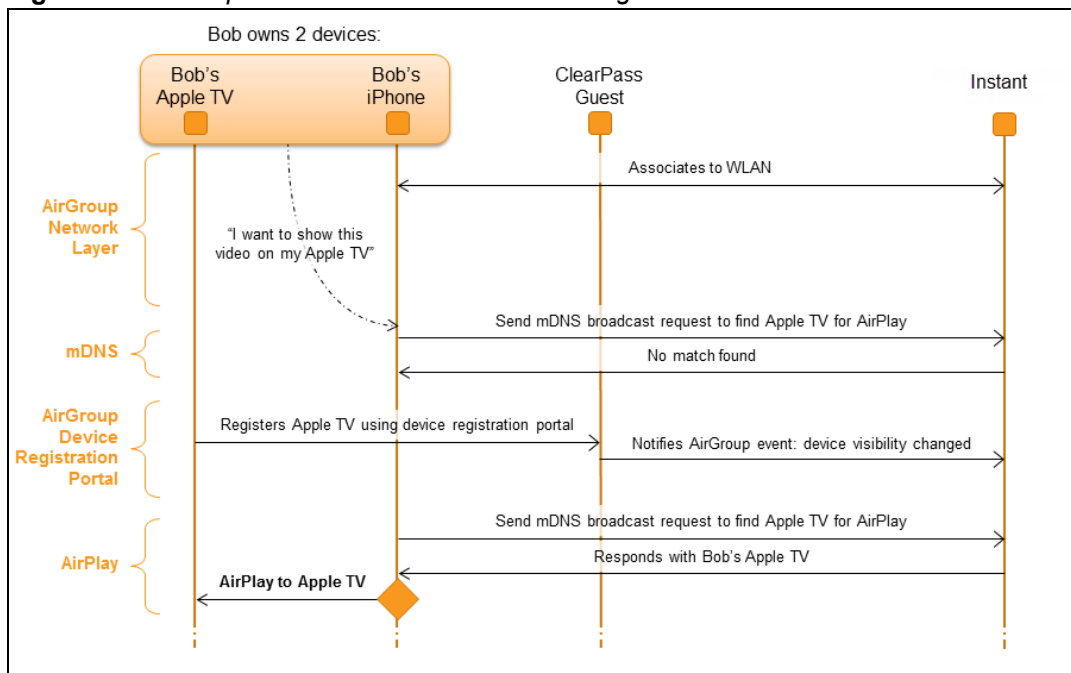 Bob owns 2 devices:
Bob's
Apple TV
Bob's
iPhone
ClearPass
Guest
Instant
Associates to WLAN
AirGroup
Network
Layer
"I want to show this
video on my Apple TV"
Send mDNS broadcast request to find Apple TV for AirPlay
mDNS
No match found
AirGroup
Device
Registration
Portal
Registers Apple TV using device registration portal
Notifies AirGroup event: device visibility changed
Send mDNS broadcast request to find Apple TV for AirPlay
AirPlay
Responds with Bob's Apple TV
AirPlay to Apple TV